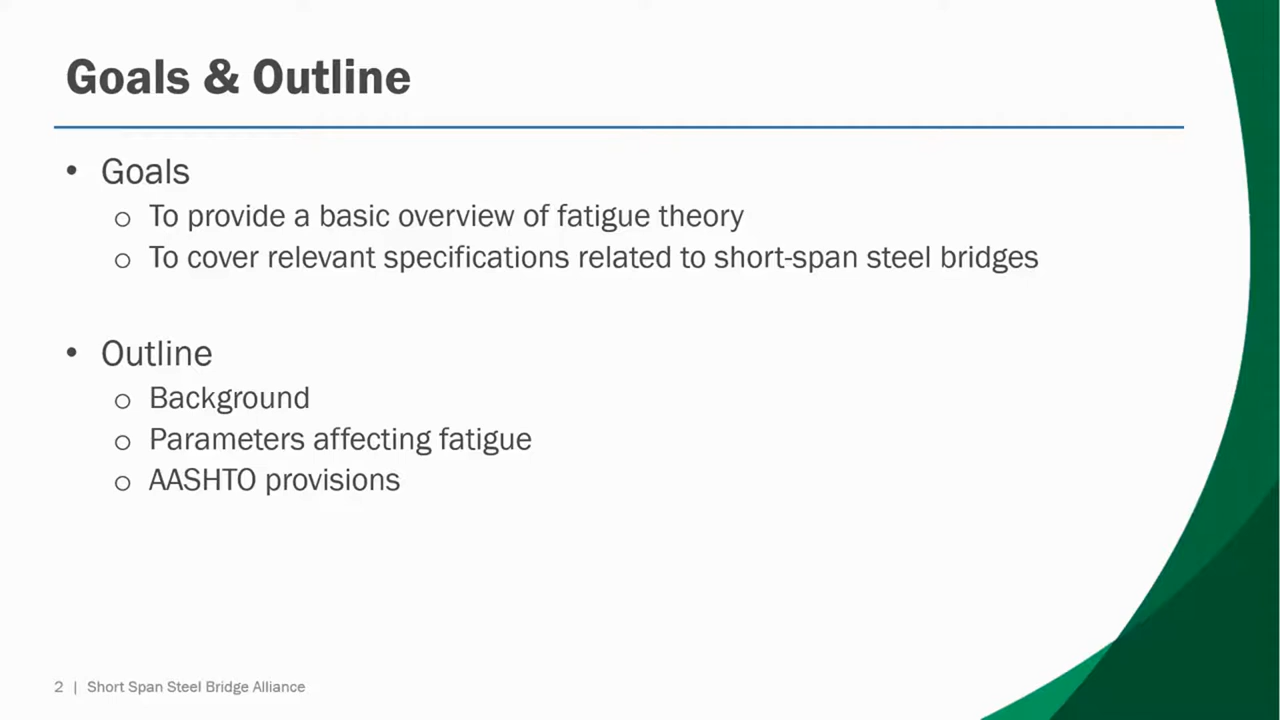 Goals & Outline
• Goals
o To provide a basic overview of fatigue theory
o To cover relevant specifications related to short-span steel bridges
• Outline
o Background
o Parameters affecting fatigue
o AASHTO provisions
2 | Short Span Steel Bridge Alliance